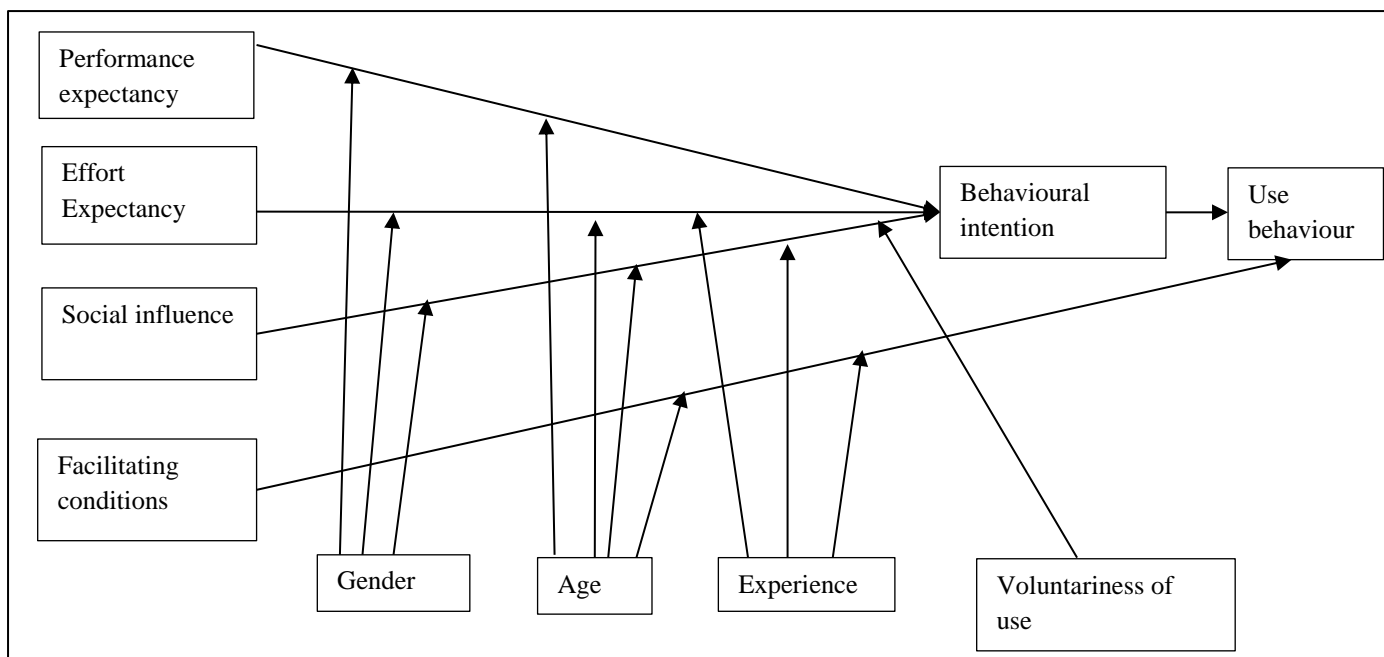 Performance
expectancy
Effort
Expectancy
Behavioural
intention
Use
behaviour
Social influence
Facilitating
conditions
Gender
Age
Experience
Voluntariness of
use